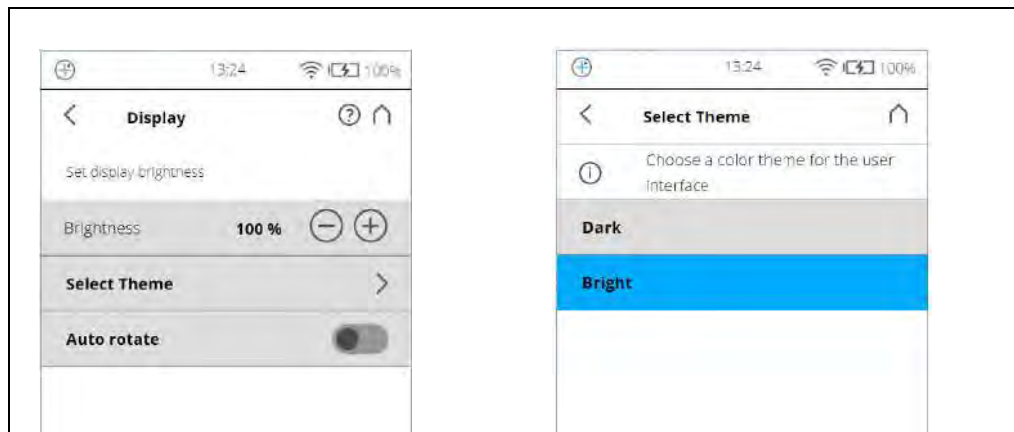 13:24 100%
Display
Set display brightness
Brightness 100 %
Select Theme
Auto rotate
13:24 100%
Select Theme
Choose a color theme for the user
interface
Dark
Bright